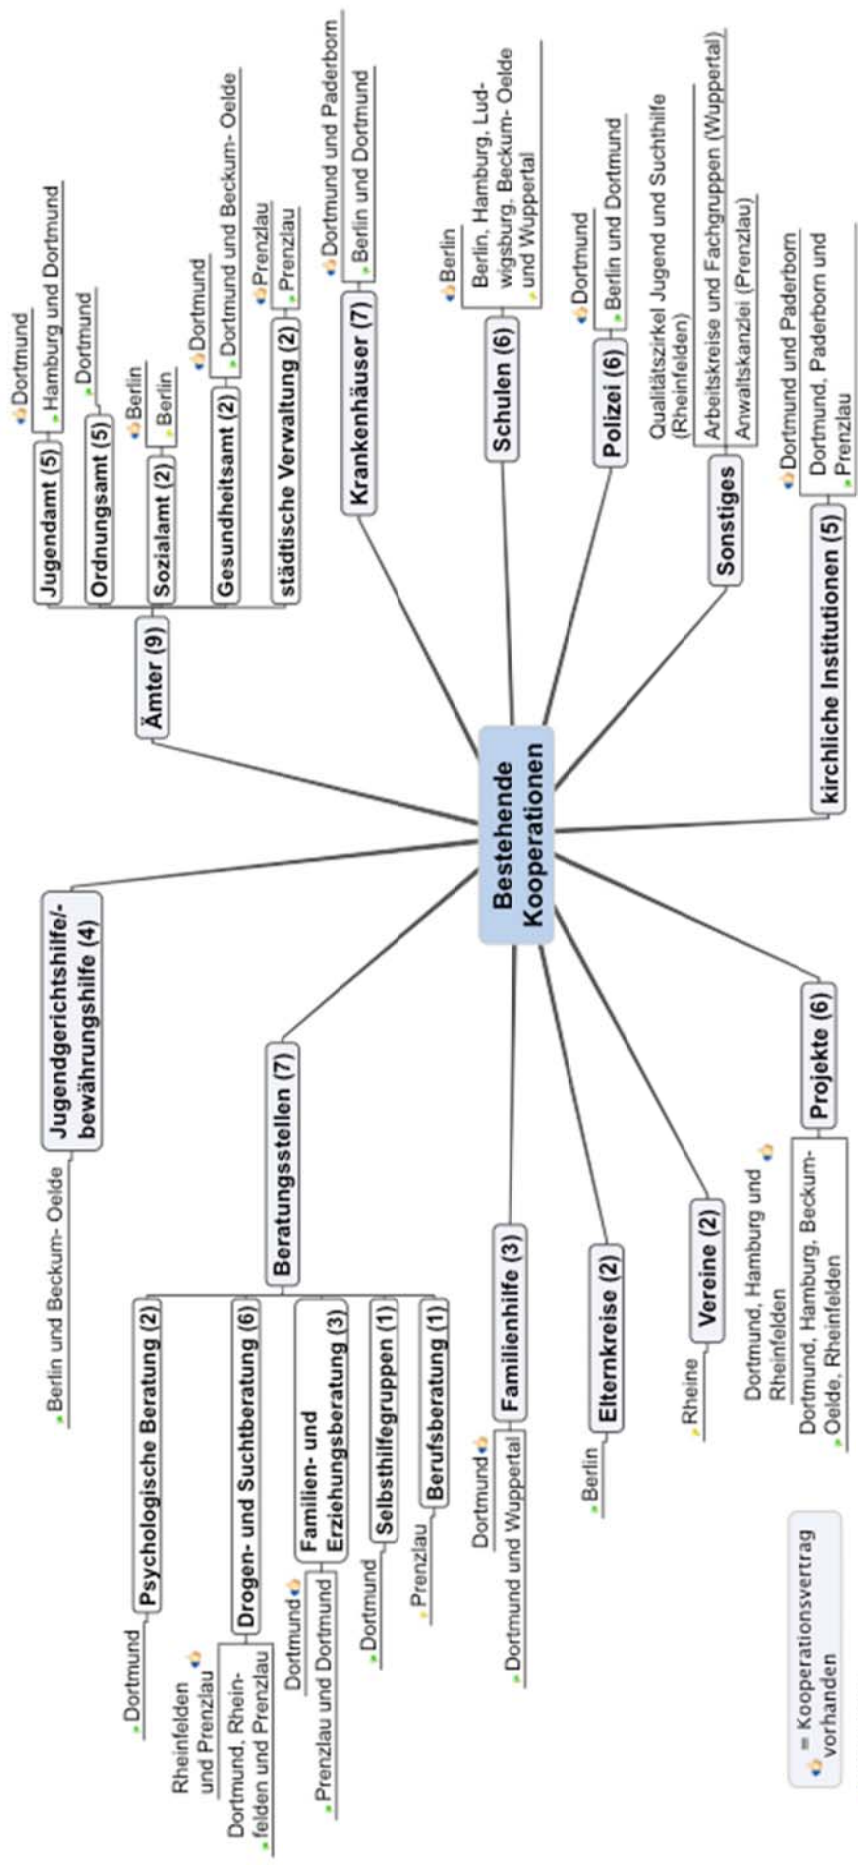 Bestehende
Kooperationen
Jugendgerichtshilfe/-
bewährungshilfe (4)
Berlin und Beckum- Oelde
Beratungsstellen (7)
Psychologische Beratung (2)
Dortmund
Drogen- und Suchtberatung (6)
Rheinfelden
und Prenzlau
Dortmund, Rhein-
felden und Prenzlau
Familien- und
Erziehungsberatung (3)
Dortmund
Prenzlau und Dortmund
Selbsthilfegruppen (1)
Dortmund
Berufsberatung (1)
Prenzlau
Familienhilfe (3)
Dortmund
Dortmund und Wuppertal
Elternkreise (2)
Berlin
Vereine (2)
Rheine
Projekte (6)
Dortmund, Hamburg und
Rheinfelden
Dortmund, Hamburg, Beckum-
Oelde, Rheinfelden
Ämter (9)
Jugendamt (5)
Dortmund
Hamburg und Dortmund
Ordnungsamt (5)
Dortmund
Sozialamt (2)
Berlin
Berlin
Gesundheitsamt (2)
Dortmund
Dortmund und Beckum- Oelde
städtische Verwaltung (2)
Prenzlau
Prenzlau
Krankenhäuser (7)
Dortmund und Paderborn
Berlin und Dortmund
Schulen (6)
Berlin
Berlin, Hamburg, Lud-
wigsburg, Beckum- Oelde
und Wuppertal
Polizei (6)
Dortmund
Berlin und Dortmund
Sonstiges
Qualitätszirkel Jugend und Suchthilfe
(Rheinfelden)
Arbeitskreise und Fachgruppen (Wuppertal)
Anwaltskanzlei (Prenzlau)
kirchliche Institutionen (5)
Dortmund und Paderborn
Dortmund, Paderborn und
Prenzlau
= Kooperationsvertrag
vorhanden